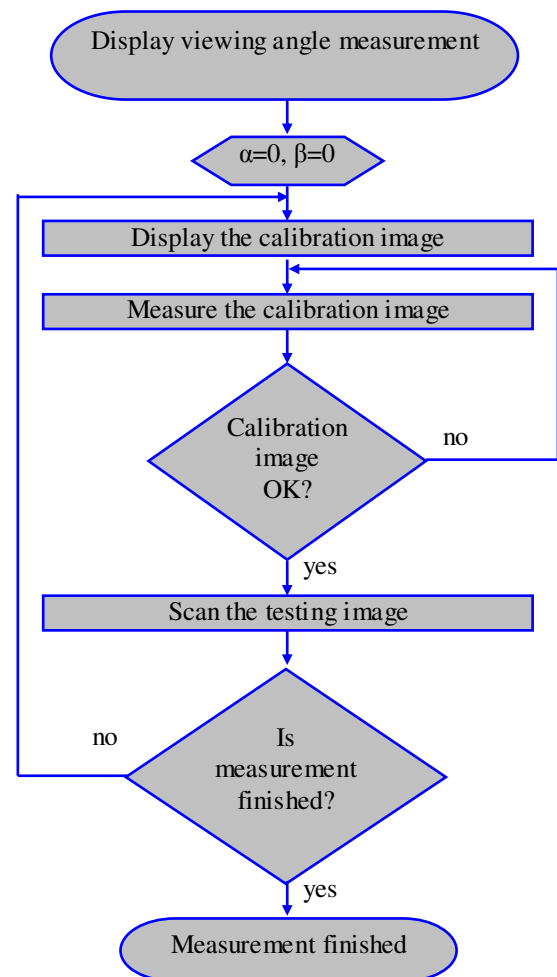 Display viewing angle measurement
α=0, β=0
Display the calibration image
Measure the calibration image
Calibration
image
OK?
no
yes
Scan the testing image
no
Is
measurement
finished?
yes
Measurement finished